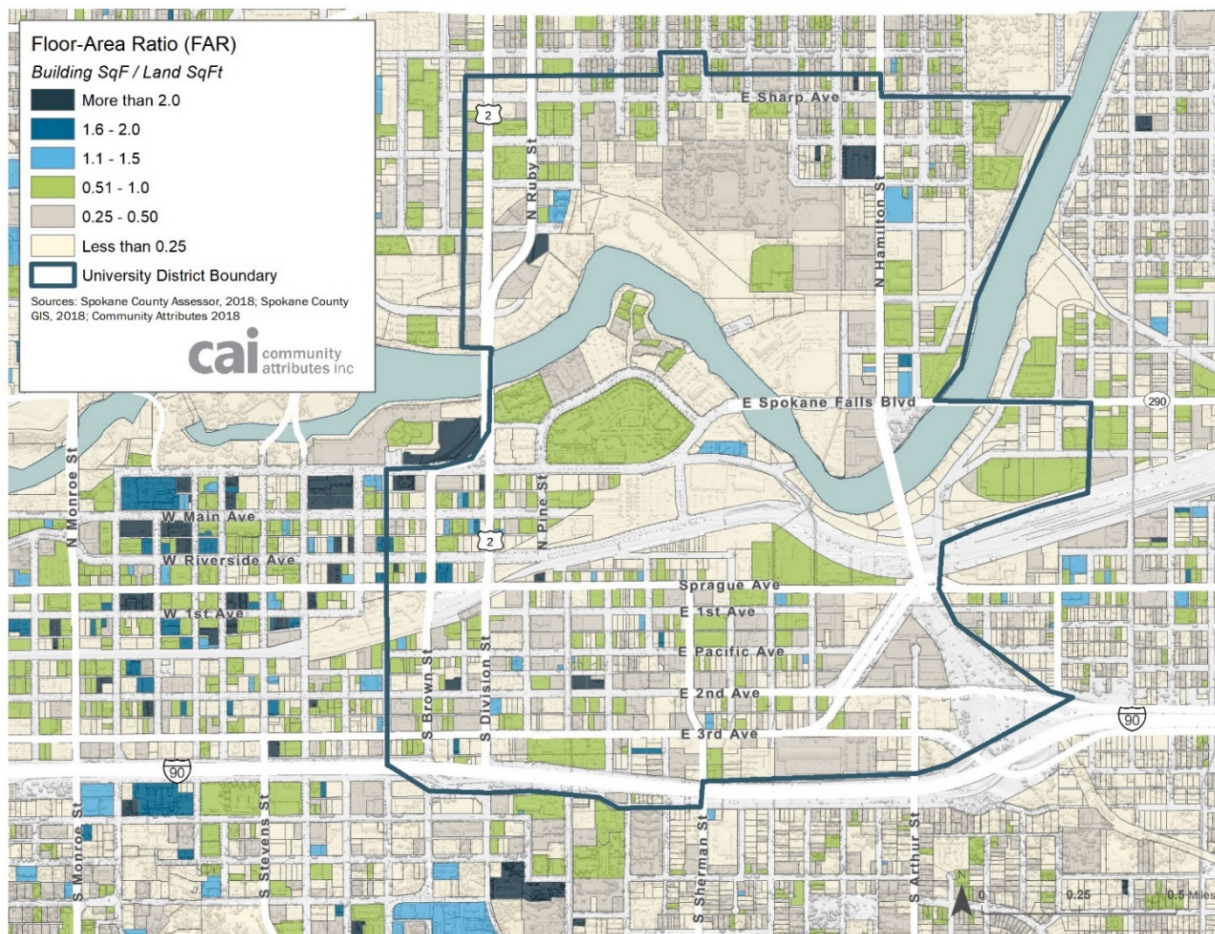 Floor-Area Ratio (FAR)
Building SqF / Land SqFt
More than 2.0
1.6 - 2.0
1.1 - 1.5
0.51 - 1.0
0.25 - 0.50
Less than 0.25
University District Boundary
Sources: Spokane County Assessor, 2018; Spokane County
GIS, 2018; Community Attributes 2018
cai community
attributes inc
E Sharp Ave
2
N Ruby St
N Hamilton St
E Spokane Falls Blvd
290
N Monroe St
W Main Ave
N Pine St
2
W Riverside Ave
Sprague Ave
W 1st Ave
E 1st Ave
E Pacific Ave
S Brown St
S Division St
E 2nd Ave
E 3rd Ave
90
90
S Monroe St
S Stevens St
S Sherman St
S Arthur St
N
0
0.25
0.5 Miles